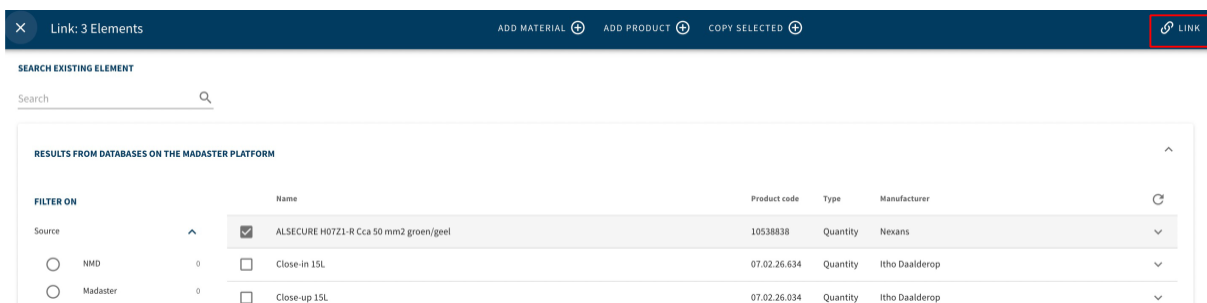 Link: 3 Elements ADD MATERIAL ADD PRODUCT COPY SELECTED LINK
SEARCH EXISTING ELEMENT
Search
RESULTS FROM DATABASES ON THE MADASTER PLATFORM
FILTER ON Name Product code Type Manufacturer
Source ALSECURE H07Z1-R Cca 50 mm2 groen/geel 10538838 Quantity Nexans
NMD 0 Close-in 15L 07.02.26.634 Quantity Itho Daalderop
Madaster 0 Close-up 15L 07.02.26.034 Quantity Itho Daalderop